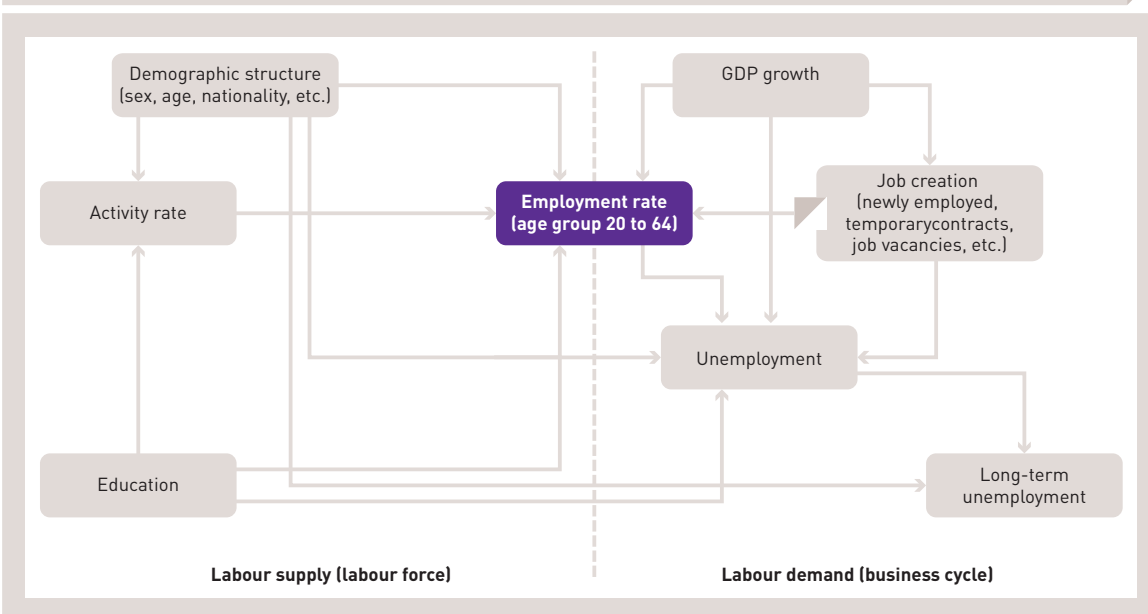 Demographic structure
(sex, age, nationality, etc.)
GDP growth
Activity rate
Employment rate
(age group 20 to 64)
Job creation
(newly employed,
temporarycontracts,
job vacancies, etc.)
Unemployment
Education
Long-term
unemployment
Labour supply (labour force)
Labour demand (business cycle)